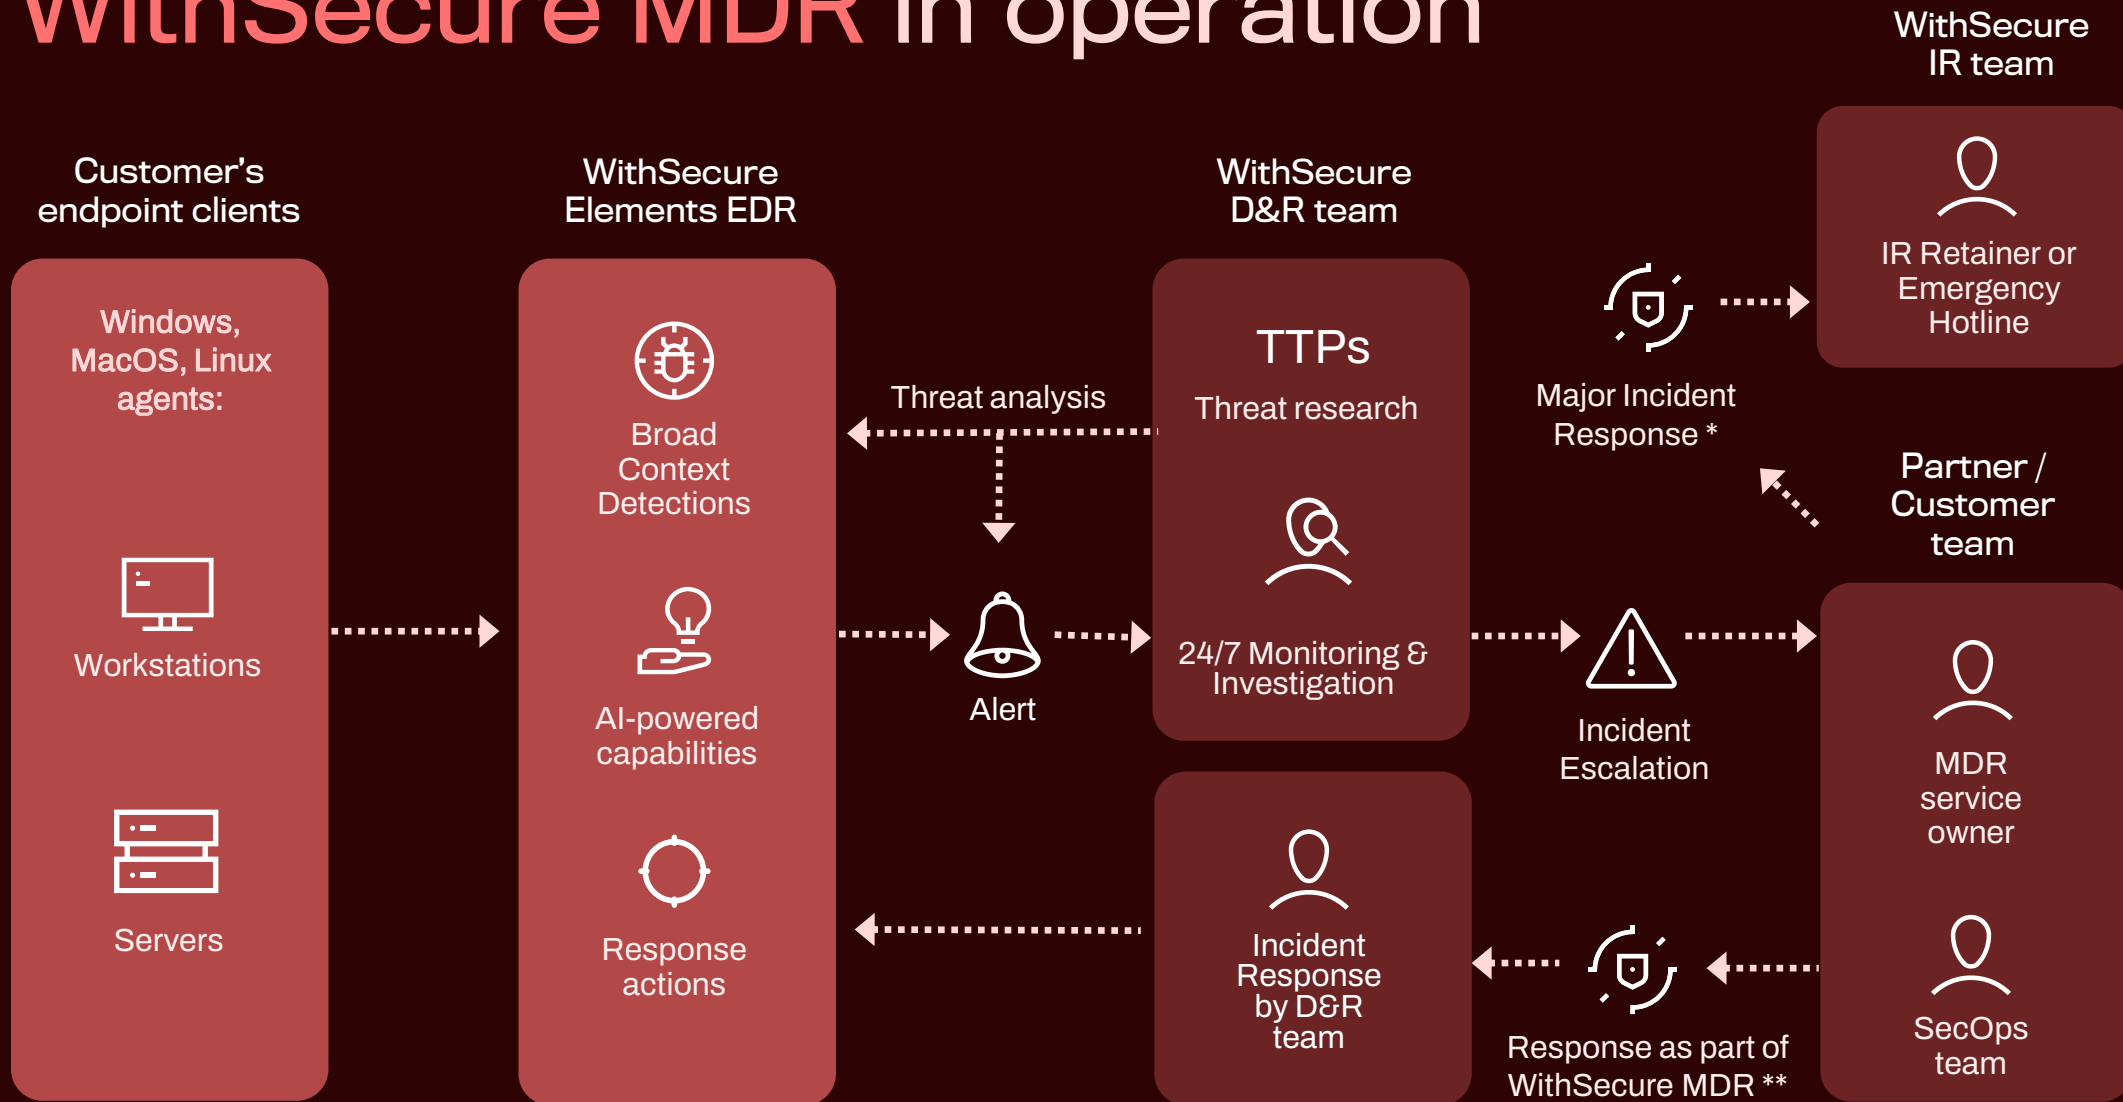 WithSecure MDR in operation
Customer's
endpoint clients
Windows,
MacOS, Linux
agents:
Workstations
Servers
WithSecure
Elements EDR
Broad
Context
Detections
AI-powered
capabilities
Response
actions
Threat analysis
Alert
WithSecure
D&R team
TTPs
Threat research
24/7 Monitoring &
Investigation
Incident
Response
by D&R
team
Major Incident
Response *
Incident
Escalation
Response as part of
WithSecure MDR **
WithSecure
IR team
IR Retainer or
Emergency
Hotline
Partner /
Customer
team
MDR
service
owner
SecOps
team